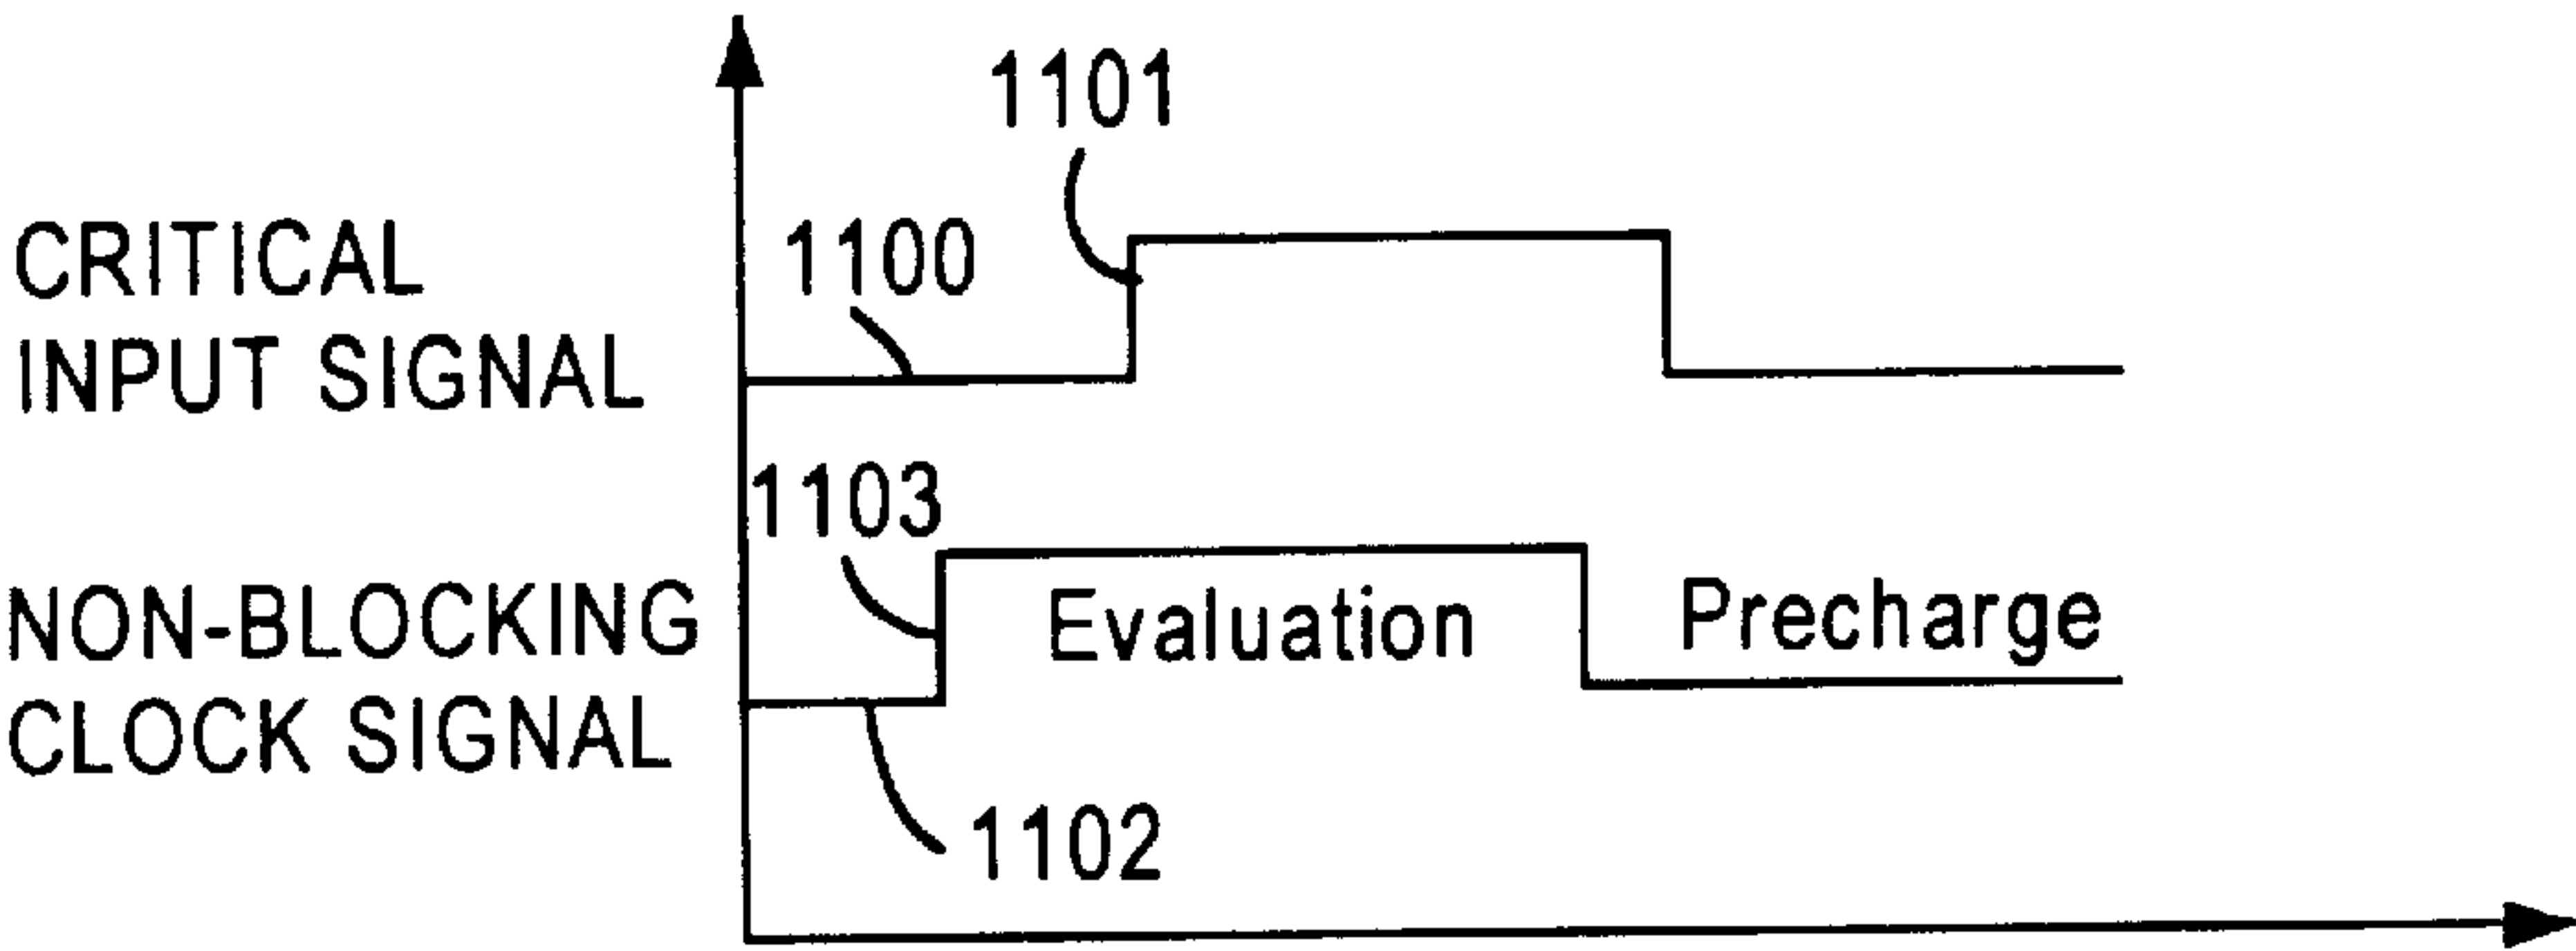 1101
1100
CRITICAL
INPUT SIGNAL
1103
NON-BLOCKING
CLOCK SIGNAL
Evaluation
Precharge
1102